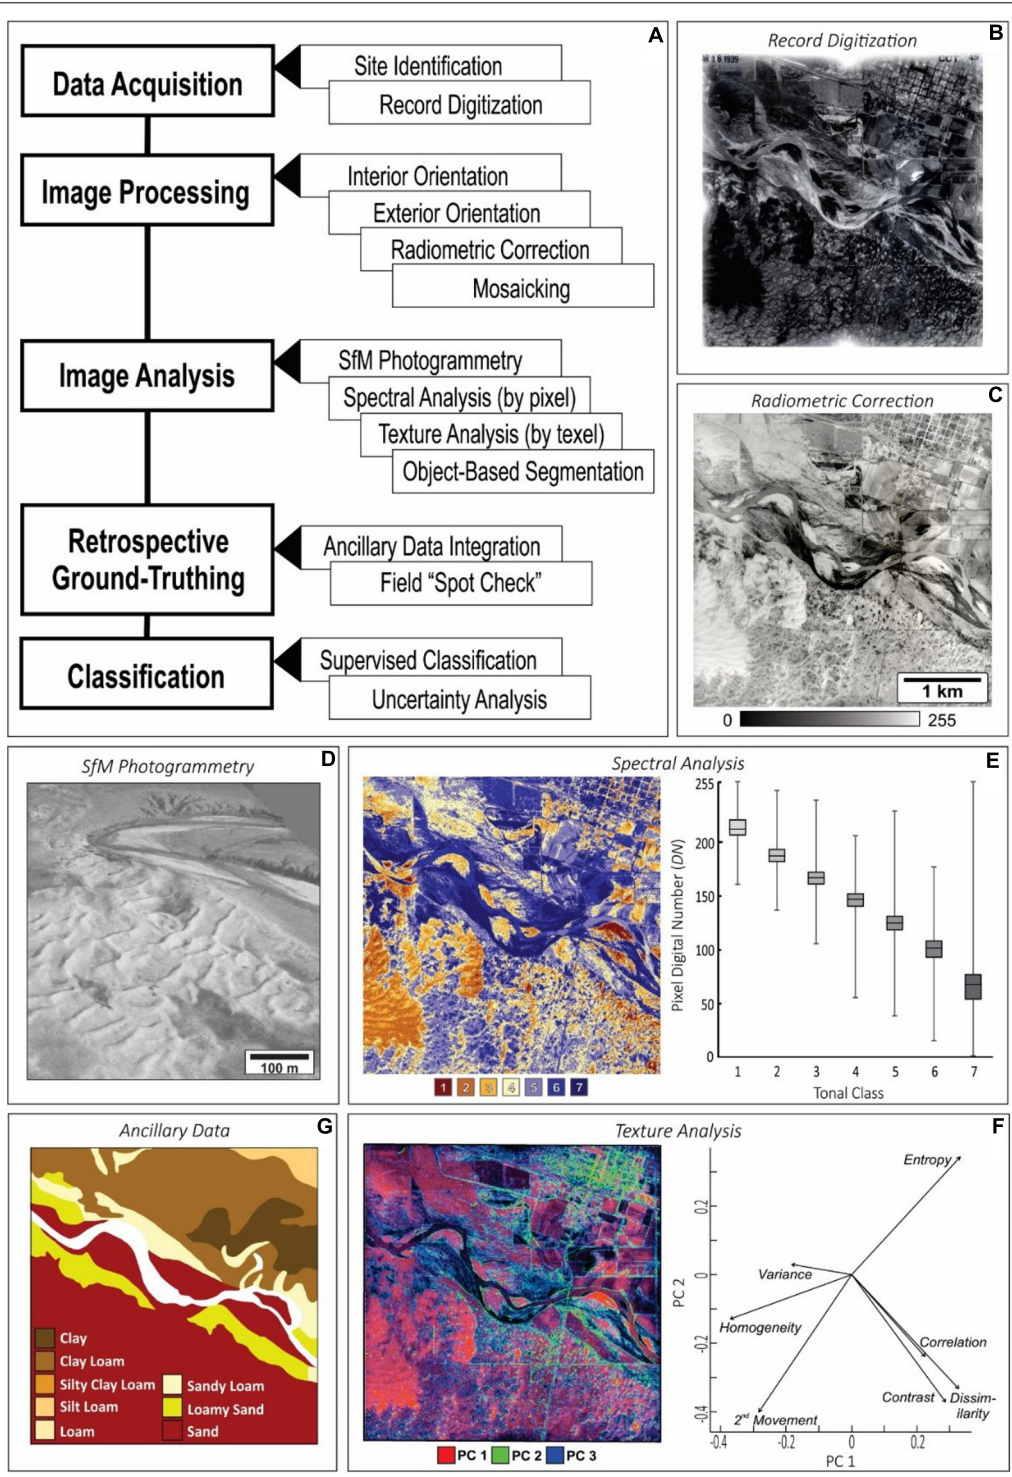 A
Data Acquisition
Site Identification
Record Digitization
Image Processing
Interior Orientation
Exterior Orientation
Radiometric Correction
Mosaicking
Image Analysis
SfM Photogrammetry
Spectral Analysis (by pixel)
Texture Analysis (by texel)
Object-Based Segmentation
Retrospective
Ground-Truthing
Ancillary Data Integration
Field “Spot Check”
Classification
Supervised Classification
Uncertainty Analysis
B
Record Digitization
1939
C
Radiometric Correction
1 km
0 255
D
SfM Photogrammetry
100 m
E
Spectral Analysis
1 2 3 4 5 6 7
Pixel Digital Number (DN)
255
200
150
100
50
0
1 2 3 4 5 6 7
Tonal Class
G
Ancillary Data
Clay
Clay Loam
Silty Clay Loam
Silt Loam
Loam
Sandy Loam
Loamy Sand
Sand
F
Texture Analysis
PC 1 PC 2 PC 3
PC 2
0.2
0
-0.2
-0.4
Entropy
Variance
Homogeneity
Correlation
Contrast
Dissim-
ilarity
2nd Movement
-0.4 -0.2 0 0.2
PC 1